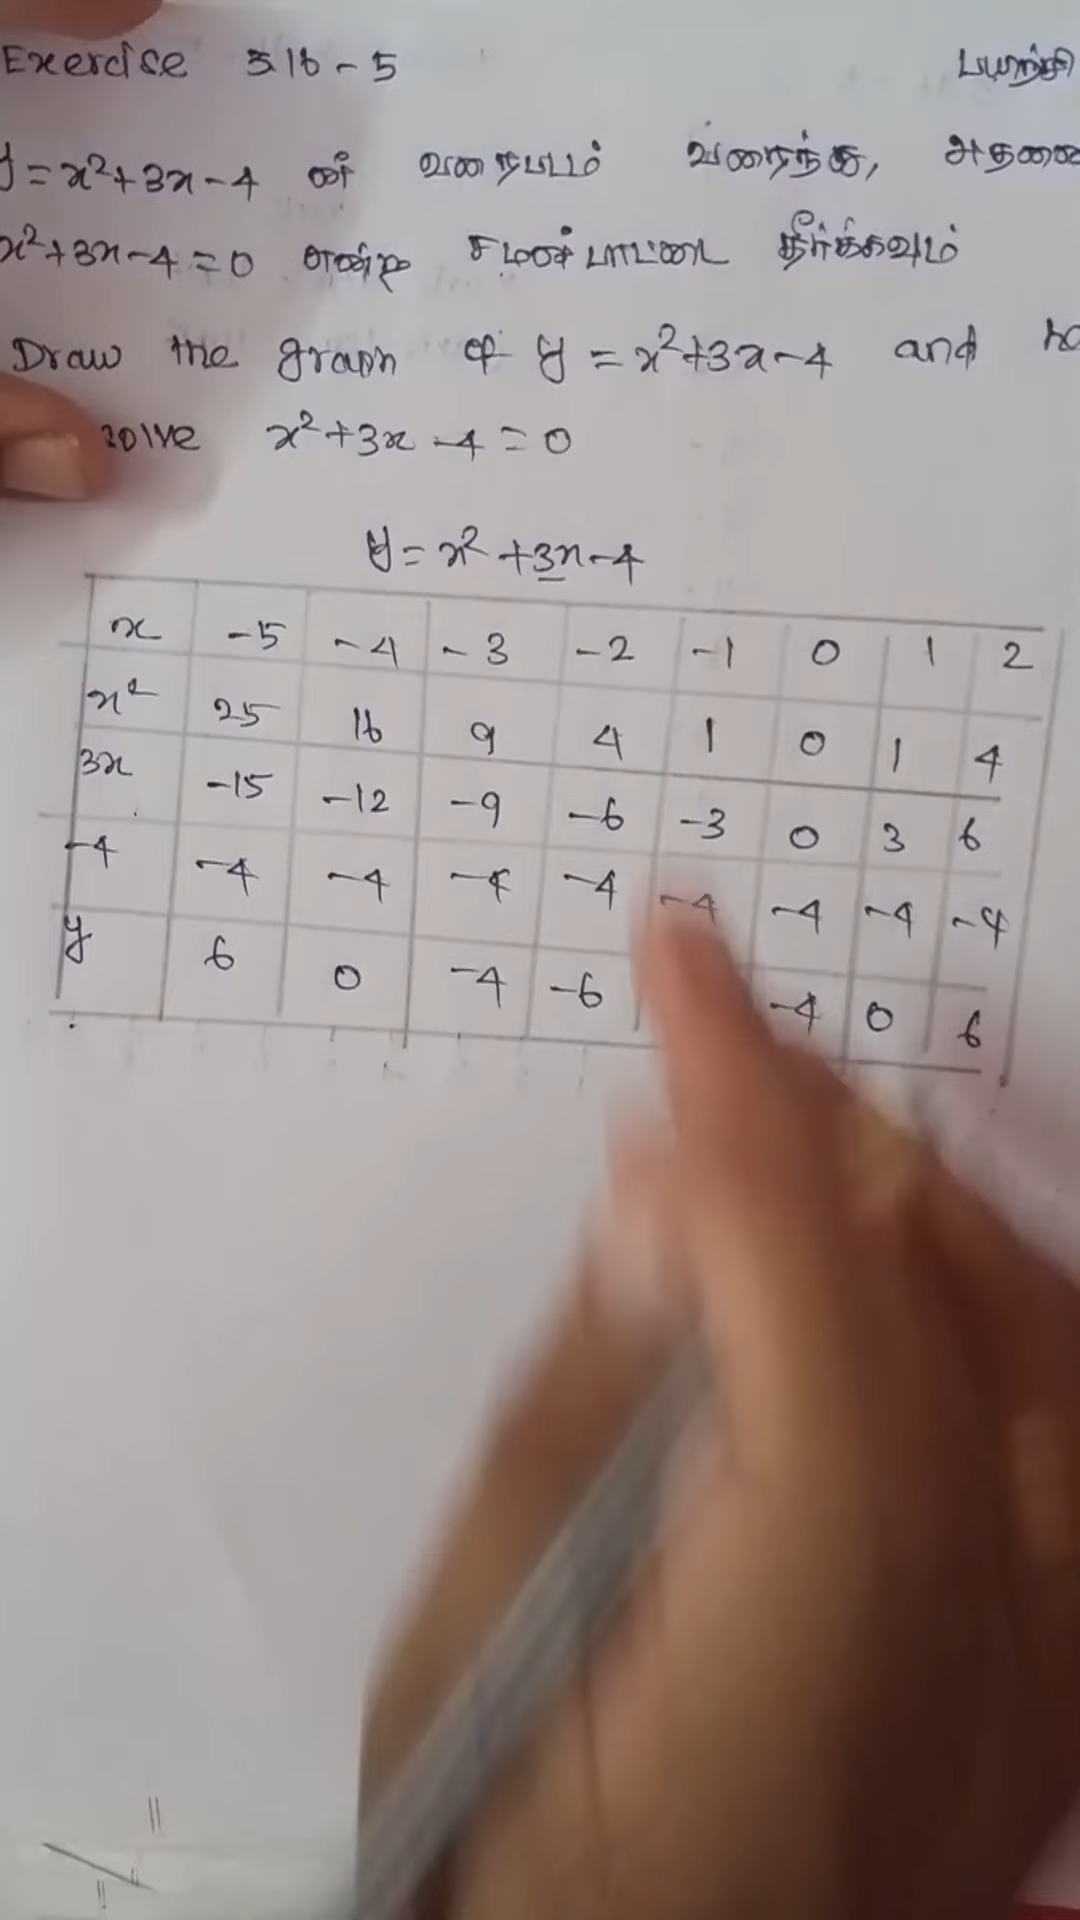 Exercise 3.16 - 5 பயிற்சி
y = x² + 3x - 4 ன் வரைபடம் வரைந்து,
x² + 3x - 4 = 0 என்ற சமன்பாட்டை தீர்க்கவும்
Draw the graph of y = x² + 3x - 4 and
solve x² + 3x - 4 = 0
y = x² + 3x - 4
x -5 -4 -3 -2 -1 0 1 2
x² 25 16 9 4 1 0 1 4
3x -15 -12 -9 -6 -3 0 3 6
-4 -4 -4 -4 -4 -4 -4 -4 -4
y 6 0 -4 -6 -4 0 6